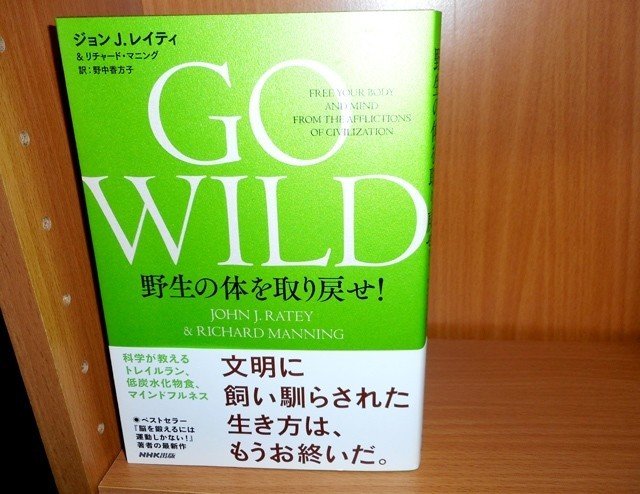 ジョン J. レイティ
& リチャード・マニング
訳：野中香方子
GO
FREE YOUR BODY
AND MIND
FROM THE AFFLICTIONS
OF CIVILIZATION
WILD
野生の体を取り戻せ！
JOHN J. RATEY
& RICHARD MANNING
科学が教える
トレイルラン、
低炭水化物食、
マインドフルネス
文明に
飼い馴らされた
生き方は、
もうお終いだ。
◉ベストセラー
『脳を鍛えるには
運動しかない！』
著者の最新作
NHK出版